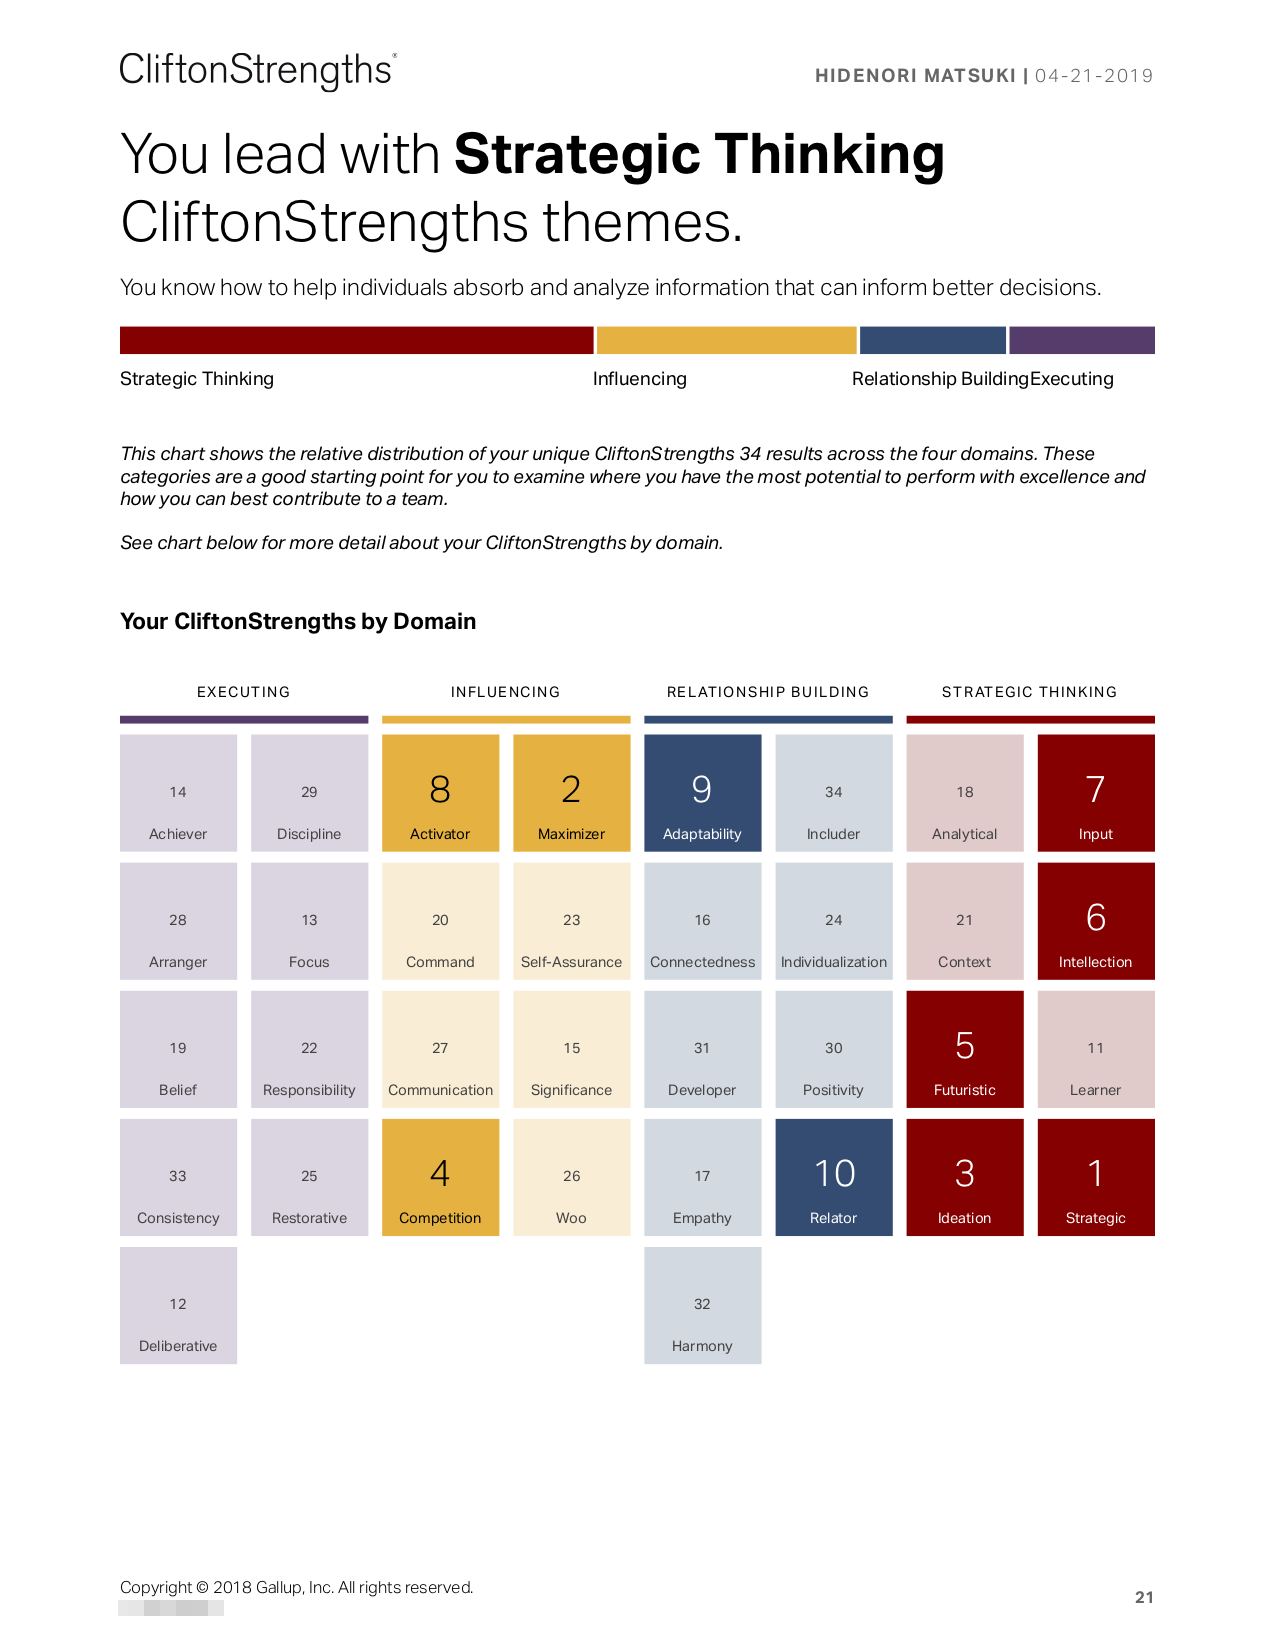 CliftonStrengths®
HIDENORI MATSUKI | 04-21-2019
You lead with Strategic Thinking
CliftonStrengths themes.
You know how to help individuals absorb and analyze information that can inform better decisions.
Strategic Thinking Influencing Relationship Building Executing
This chart shows the relative distribution of your unique CliftonStrengths 34 results across the four domains. These
categories are a good starting point for you to examine where you have the most potential to perform with excellence and
how you can best contribute to a team.
See chart below for more detail about your CliftonStrengths by domain.
Your CliftonStrengths by Domain
EXECUTING INFLUENCING RELATIONSHIP BUILDING STRATEGIC THINKING
14 29 8 2 9 34 18 7
Achiever Discipline Activator Maximizer Adaptability Includer Analytical Input
28 13 20 23 16 24 21 6
Arranger Focus Command Self-Assurance Connectedness Individualization Context Intellection
19 22 27 15 31 30 5 11
Belief Responsibility Communication Significance Developer Positivity Futuristic Learner
33 25 4 26 17 10 3 1
Consistency Restorative Competition Woo Empathy Relator Ideation Strategic
12 32
Deliberative Harmony
Copyright © 2018 Gallup, Inc. All rights reserved.
21